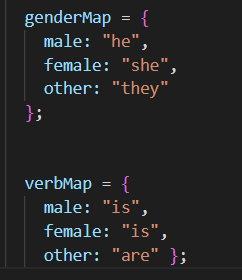 genderMap = {
  male: "he",
  female: "she",
  other: "they"
};
verbMap = {
  male: "is",
  female: "is",
  other: "are" };